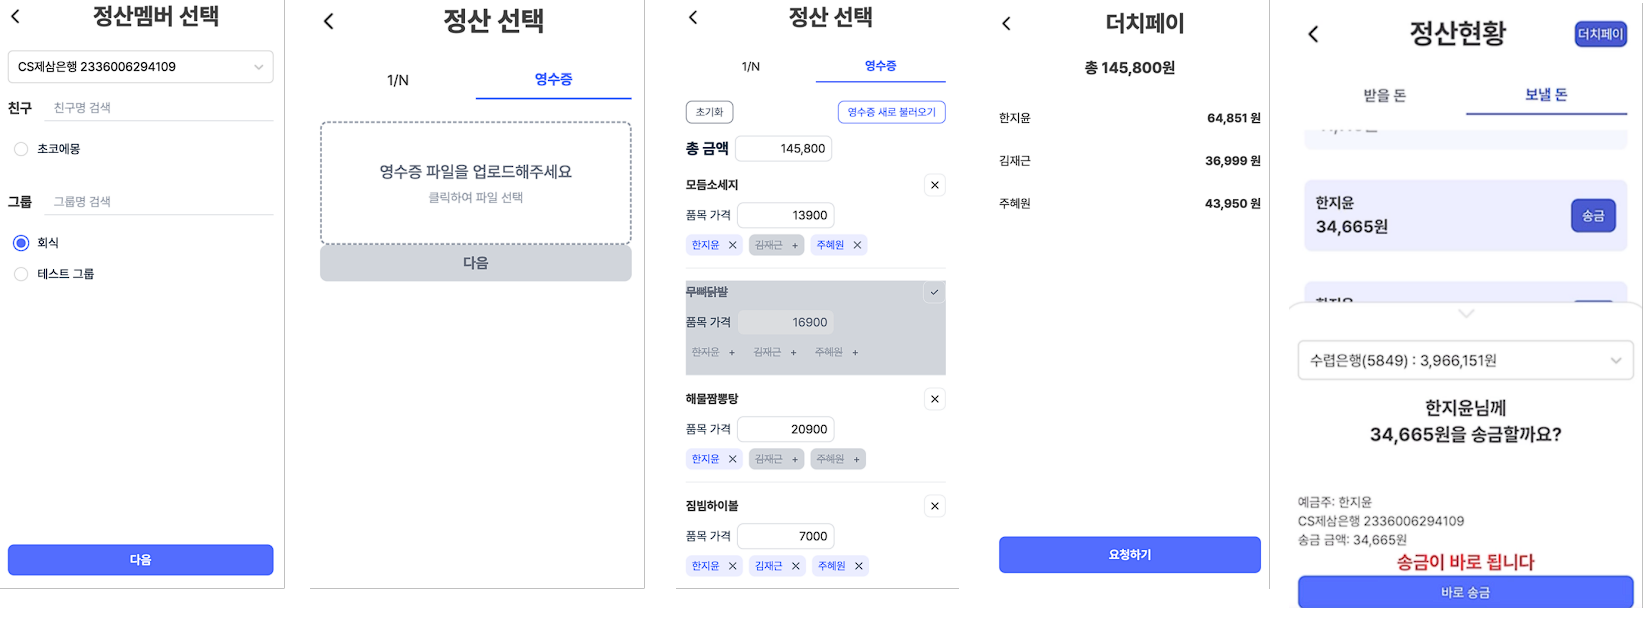 정산멤버 선택
CS제삼은행 2336006294109
친구 친구명 검색
초코에몽
그룹 그룹명 검색
회식
테스트 그룹
다음
정산 선택
1/N 영수증
영수증 파일을 업로드해주세요
클릭하여 파일 선택
다음
정산 선택
1/N 영수증
초기화 영수증 새로 불러오기
총 금액 145,800
모듬소세지
품목 가격 13900
한지윤 × 김재근 + 주혜원 ×
무뼈닭발
품목 가격 16900
한지윤 + 김재근 + 주혜원 +
해물짬뽕탕
품목 가격 20900
한지윤 × 김재근 + 주혜원 +
짐빔하이볼
품목 가격 7000
한지윤 × 김재근 × 주혜원 ×
더치페이
총 145,800원
한지윤 64,851 원
김재근 36,999 원
주혜원 43,950 원
요청하기
정산현황 더치페이
받을 돈 보낼 돈
한지윤
34,665원 송금
수렵은행(5849) : 3,966,151원
한지윤님께
34,665원을 송금할까요?
예금주: 한지윤
CS제삼은행 2336006294109
송금 금액: 34,665원
송금이 바로 됩니다
바로 송금